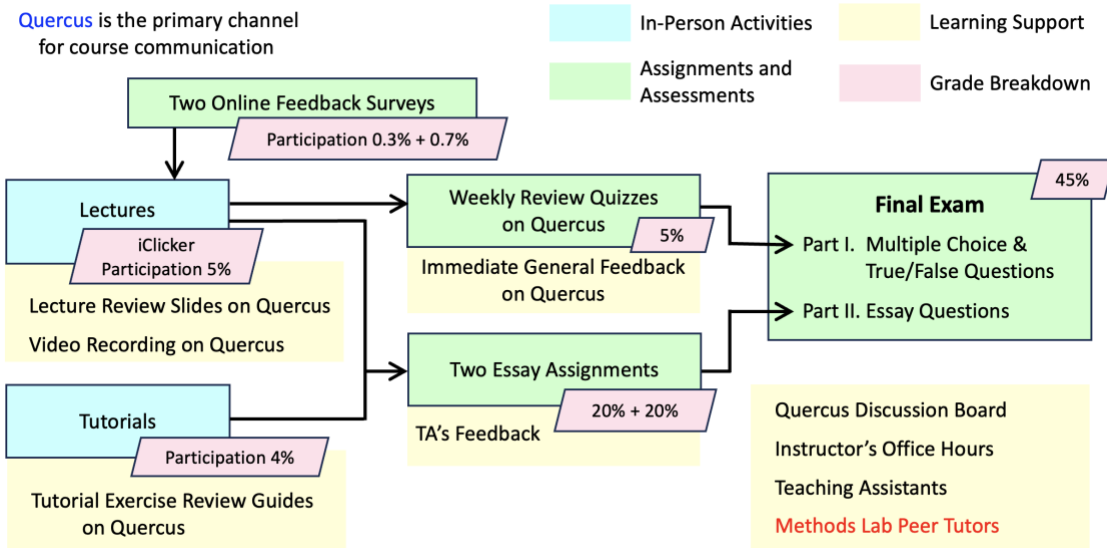 Quercus is the primary channel
for course communication
In-Person Activities
Learning Support
Assignments and
Assessments
Grade Breakdown
Two Online Feedback Surveys
Participation 0.3% + 0.7%
Lectures
iClicker
Participation 5%
Lecture Review Slides on Quercus
Video Recording on Quercus
Tutorials
Participation 4%
Tutorial Exercise Review Guides
on Quercus
Weekly Review Quizzes
on Quercus
5%
Immediate General Feedback
on Quercus
Two Essay Assignments
20% + 20%
TA's Feedback
45%
Final Exam
Part I. Multiple Choice &
True/False Questions
Part II. Essay Questions
Quercus Discussion Board
Instructor's Office Hours
Teaching Assistants
Methods Lab Peer Tutors